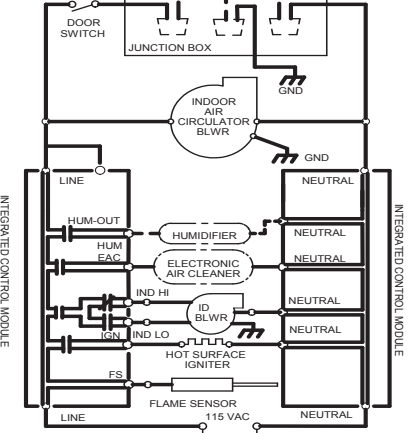 DOOR
SWITCH
JUNCTION BOX
GND
INDOOR
AIR
CIRCULATOR
BLWR
GND
LINE
NEUTRAL
HUM-OUT
HUMIDIFIER
NEUTRAL
HUM
EAC
ELECTRONIC
AIR CLEANER
NEUTRAL
INTEGRATED CONTROL MODULE
INTEGRATED CONTROL MODULE
IND HI
ID
BLWR
NEUTRAL
IGN
IND LO
NEUTRAL
HOT SURFACE
IGNITER
FS
FLAME SENSOR
LINE
115 VAC
NEUTRAL